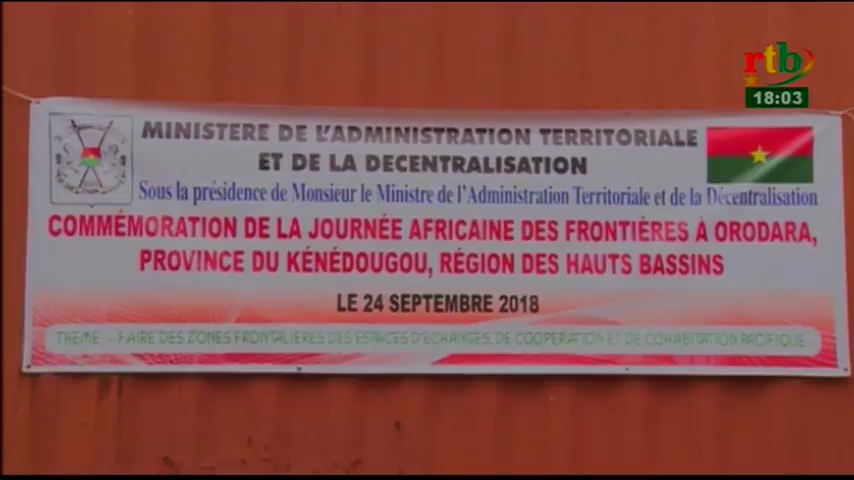 rtb
18:03
MINISTERE DE L'ADMINISTRATION TERRITORIALE
ET DE LA DECENTRALISATION
Sous la présidence de Monsieur le Ministre de l'Administration Territoriale et de la Décentralisation
COMMÉMORATION DE LA JOURNÉE AFRICAINE DES FRONTIÈRES À ORODARA,
PROVINCE DU KÉNÉDOUGOU, RÉGION DES HAUTS BASSINS
LE 24 SEPTEMBRE 2018
THEME : FAIRE DES ZONES FRONTALIERES DES ESPACES D'ECHANGES, DE COOPERATION ET DE COHABITATION PACIFIQUE